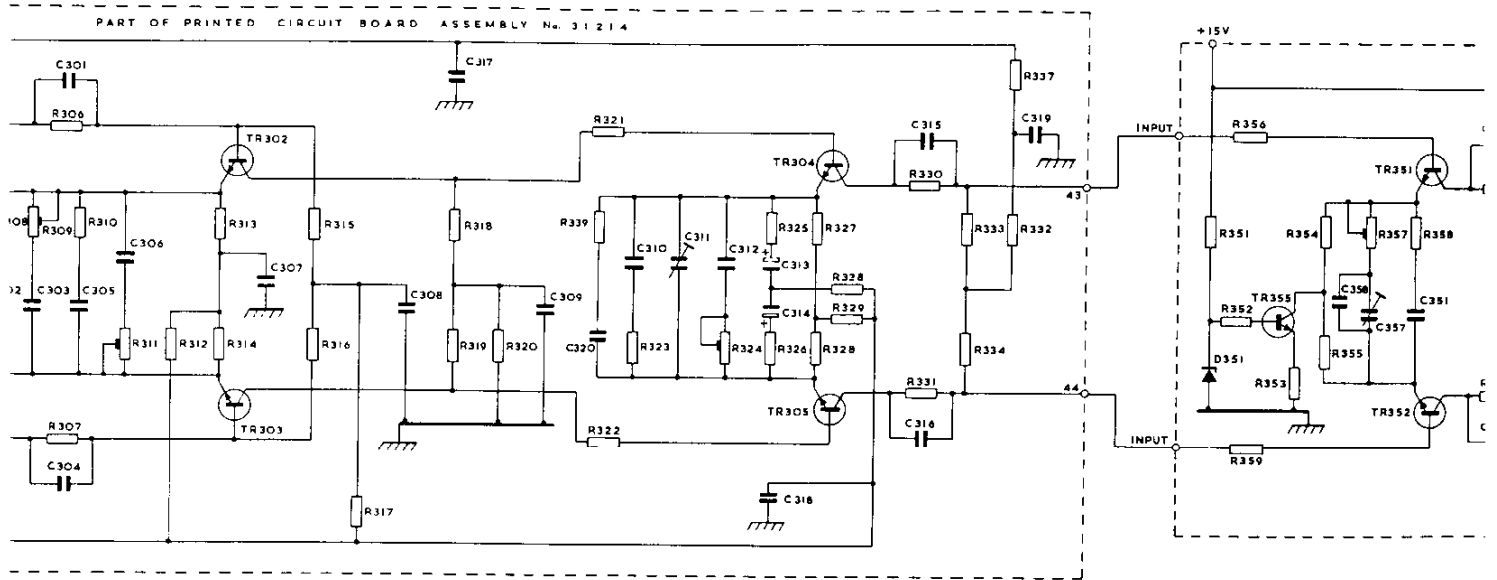 PART OF PRINTED CIRCUIT BOARD ASSEMBLY No. 31214
+15V
C301
C317
R337
R306
TR302
R321
C315
C319
INPUT
R356
TR304
R330
TR351
43
R309
R310
R313
R315
R318
R339
R325
R327
R333
R332
R351
R354
R357
R358
C306
C310
C311
C312
C313
C307
R328
C303
C305
C308
C309
C314
R329
R352
TR355
C358
C351
C357
R311
R312
R314
R316
R319
R320
C320
R323
R324
R326
R328
R334
D351
R355
R353
R331
44
TR303
TR305
TR352
R307
R322
C316
INPUT
R359
C304
C318
R317